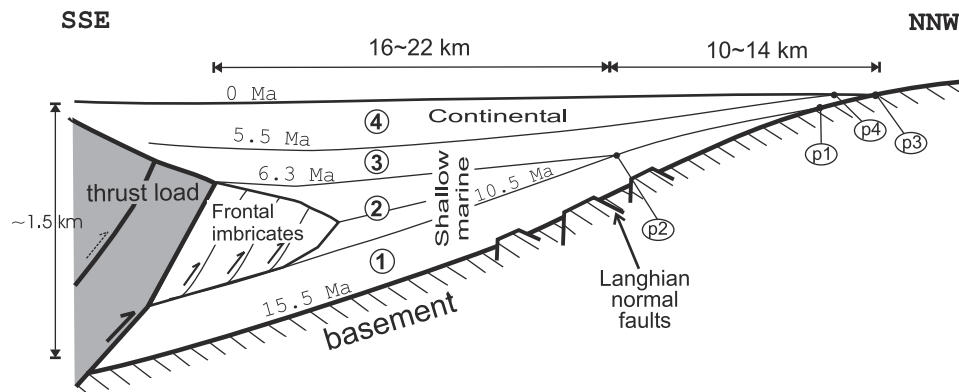 SSE
NNW
16~22 km
10~14 km
0 Ma
4
Continental
5.5 Ma
3
6.3 Ma
10.5 Ma
p1
p4
p3
thrust load
Frontal
imbricates
2
Shallow
marine
p2
~1.5 km
1
Langhian
normal
faults
15.5 Ma
basement